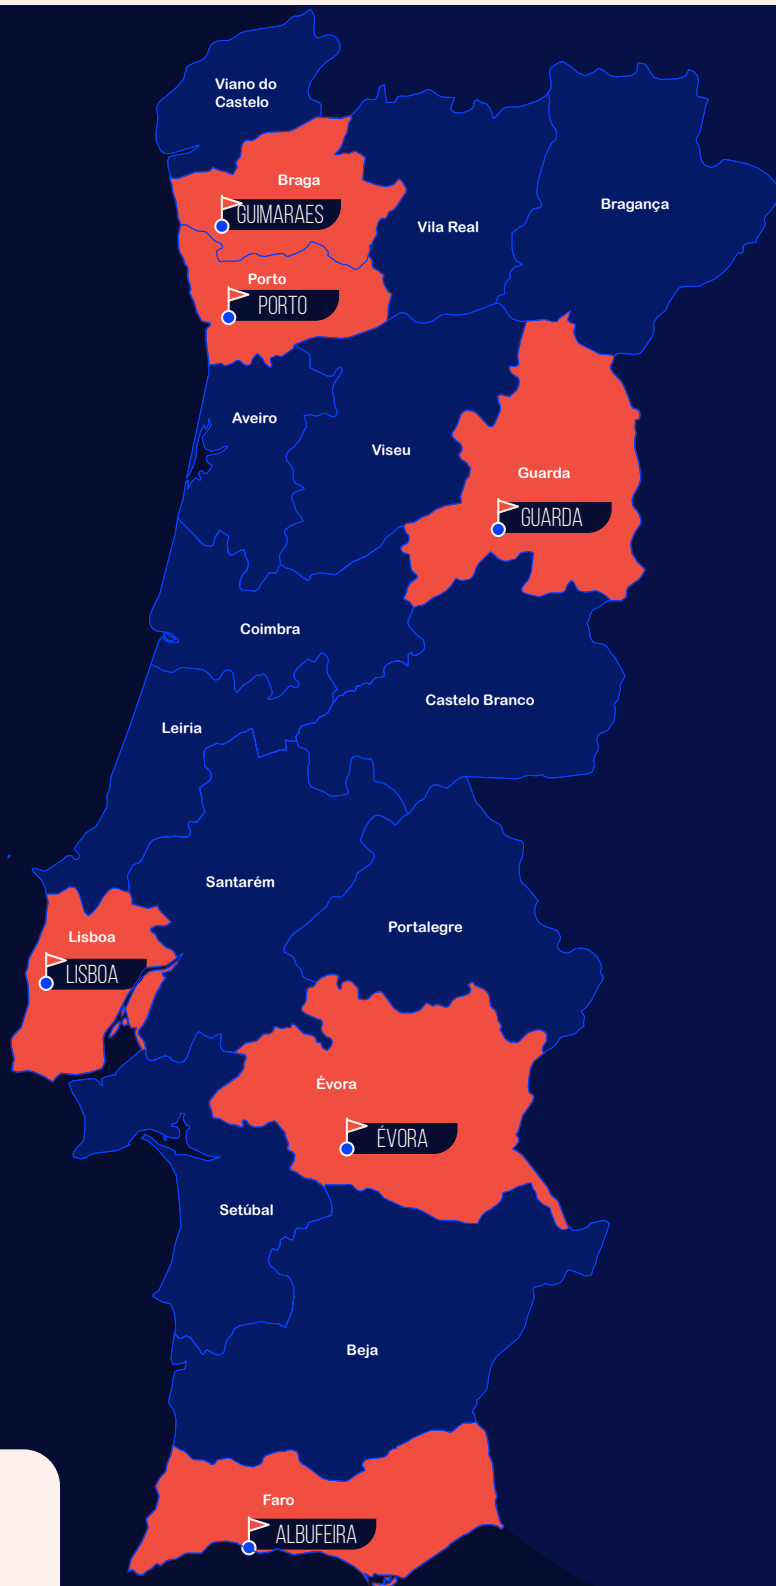 Viano do
Castelo
Braga
GUIMARAES
Vila Real
Bragança
Porto
PORTO
Aveiro
Viseu
Guarda
GUARDA
Coimbra
Castelo Branco
Leiria
Santarém
Portalegre
Lisboa
LISBOA
Évora
ÉVORA
Setúbal
Beja
Faro
ALBUFEIRA